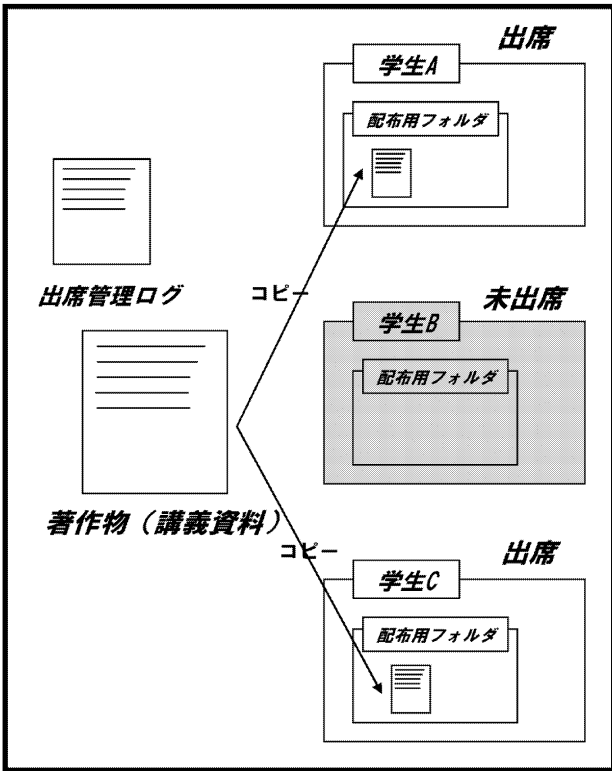 出席
学生A
配布用フォルダ
出席管理ログ
コピー
未出席
学生B
配布用フォルダ
著作物（講義資料）
コピー
出席
学生C
配布用フォルダ